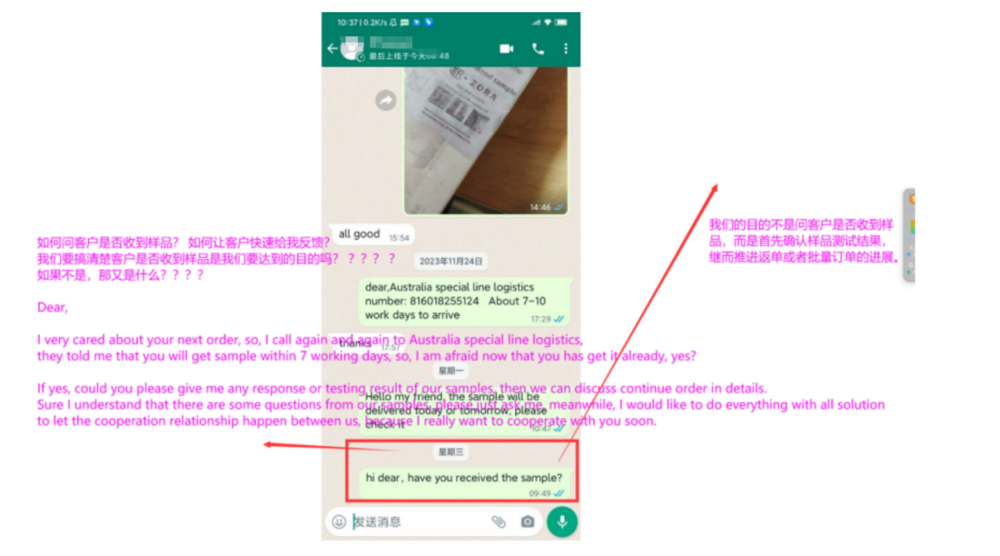 10:37 | 0.2K/s
最后上线于今天09:48
Brod sample
ZORA
14:46
all good 15:54
2023年11月24日
dear,Australia special line logistics
number: 816018255124 About 7-10
work days to arrive
17:29
thanks 17:57
星期一
Hello my friend, the sample will be
delivered today or tomorrow, please
check it
10:47
星期三
hi dear, have you received the sample?
09:49
发送消息
如何问客户是否收到样品? 如何让客户快速给我反馈?
我们要搞清楚客户是否收到样品是我们要达到的目的吗? ? ? ? ?
如果不是，那又是什么? ? ? ?
Dear,
I very cared about your next order, so, I call again and again to Australia special line logistics,
they told me that you will get sample within 7 working days, so, I am afraid now that you has get it already, yes?
If yes, could you please give me any response or testing result of our samples, then we can discuss continue order in details.
Sure I understand that there are some questions from our samples, please just ask me, meanwhile, I would like to do everything with all solution
to let the cooperation relationship happen between us, because I really want to cooperate with you soon.
我们的目的不是问客户是否收到样
品，而是首先确认样品测试结果，
继而推进返单或者批量订单的进展。